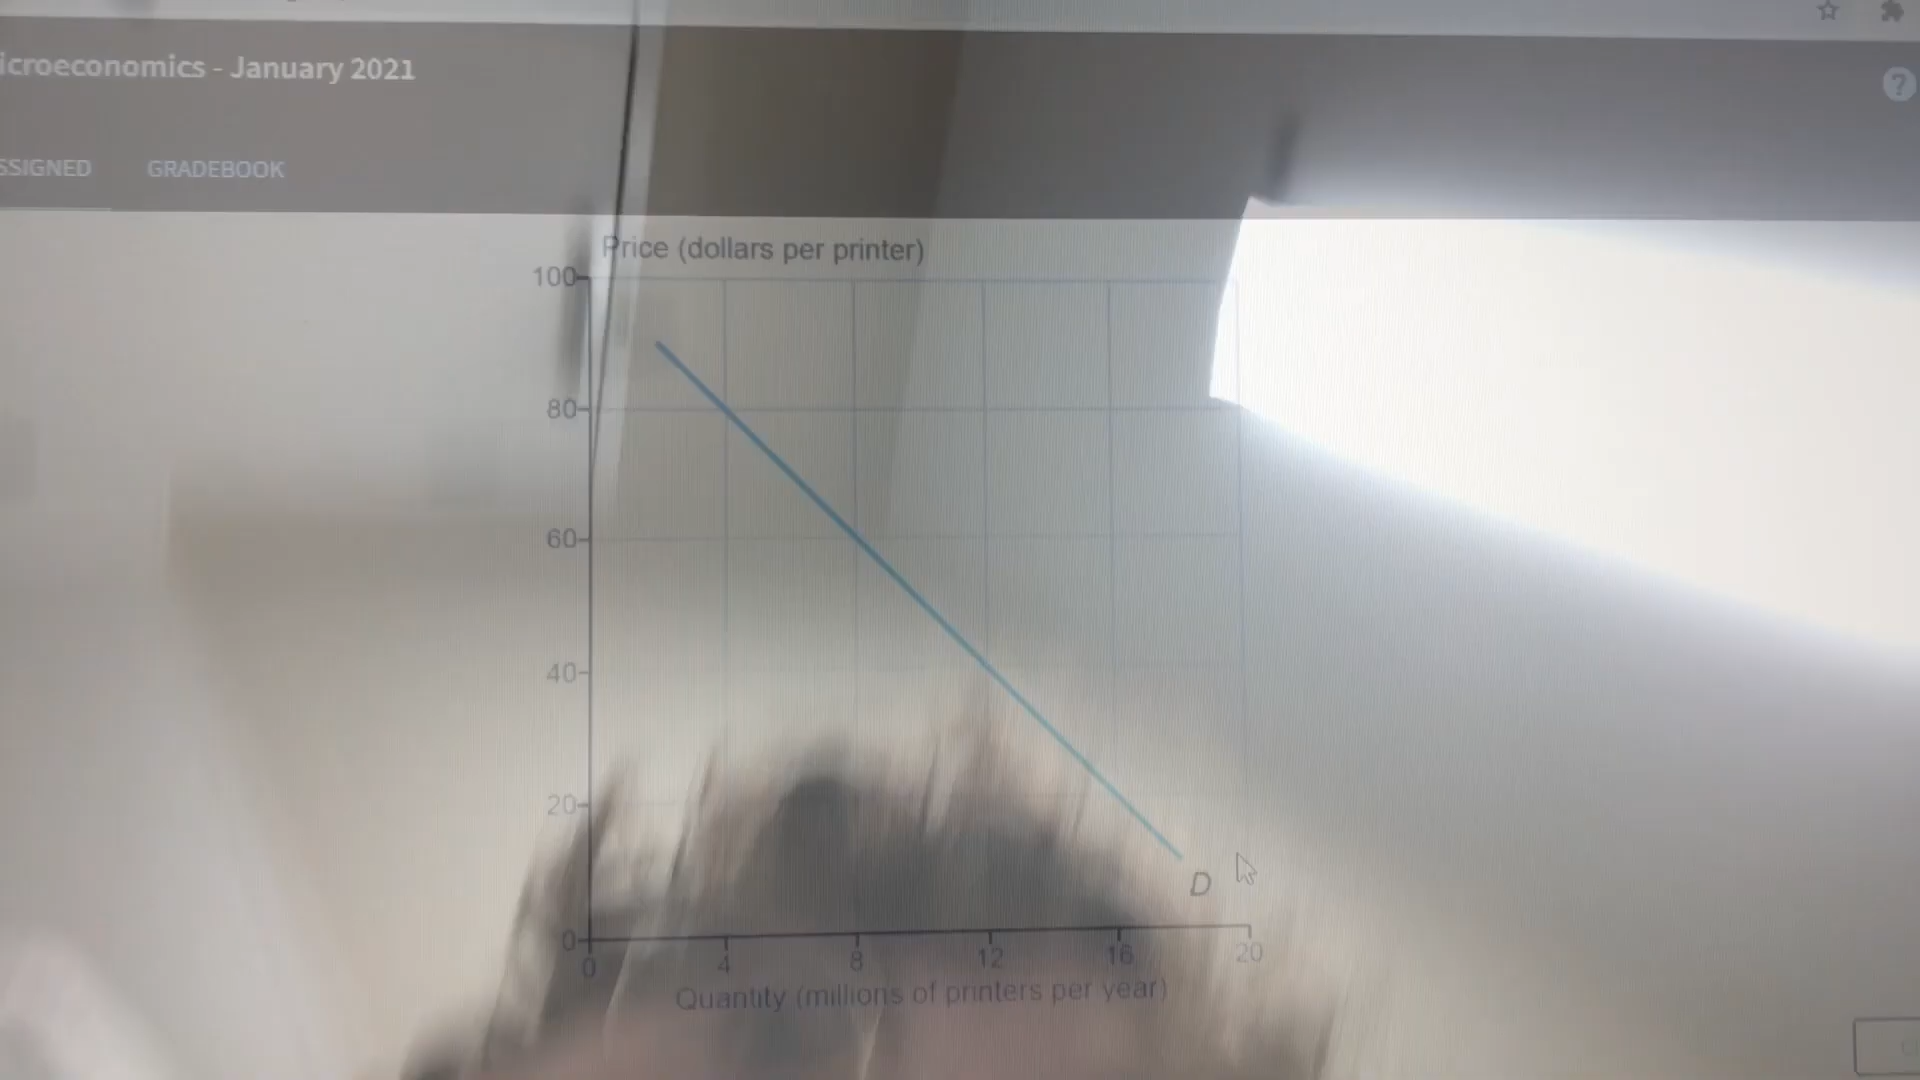 icroeconomics - January 2021
SSIGNED GRADEBOOK
Price (dollars per printer)
100
80
60
40
20
0
0 4 8 12 16 20
D
Quantity (millions of printers per year)